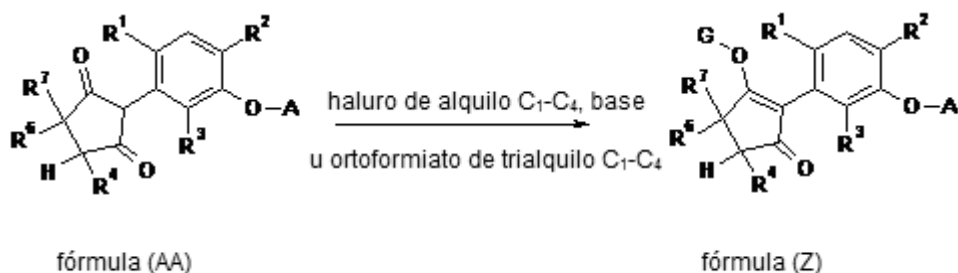 R¹ R² O R⁷ R⁶ H R⁴ O R³ O–A
haluro de alquilo C₁-C₄, base
u ortoformiato de trialquilo C₁-C₄
G O R¹ R² R⁷ R⁶ H R⁴ O R³ O–A
fórmula (AA)
fórmula (Z)